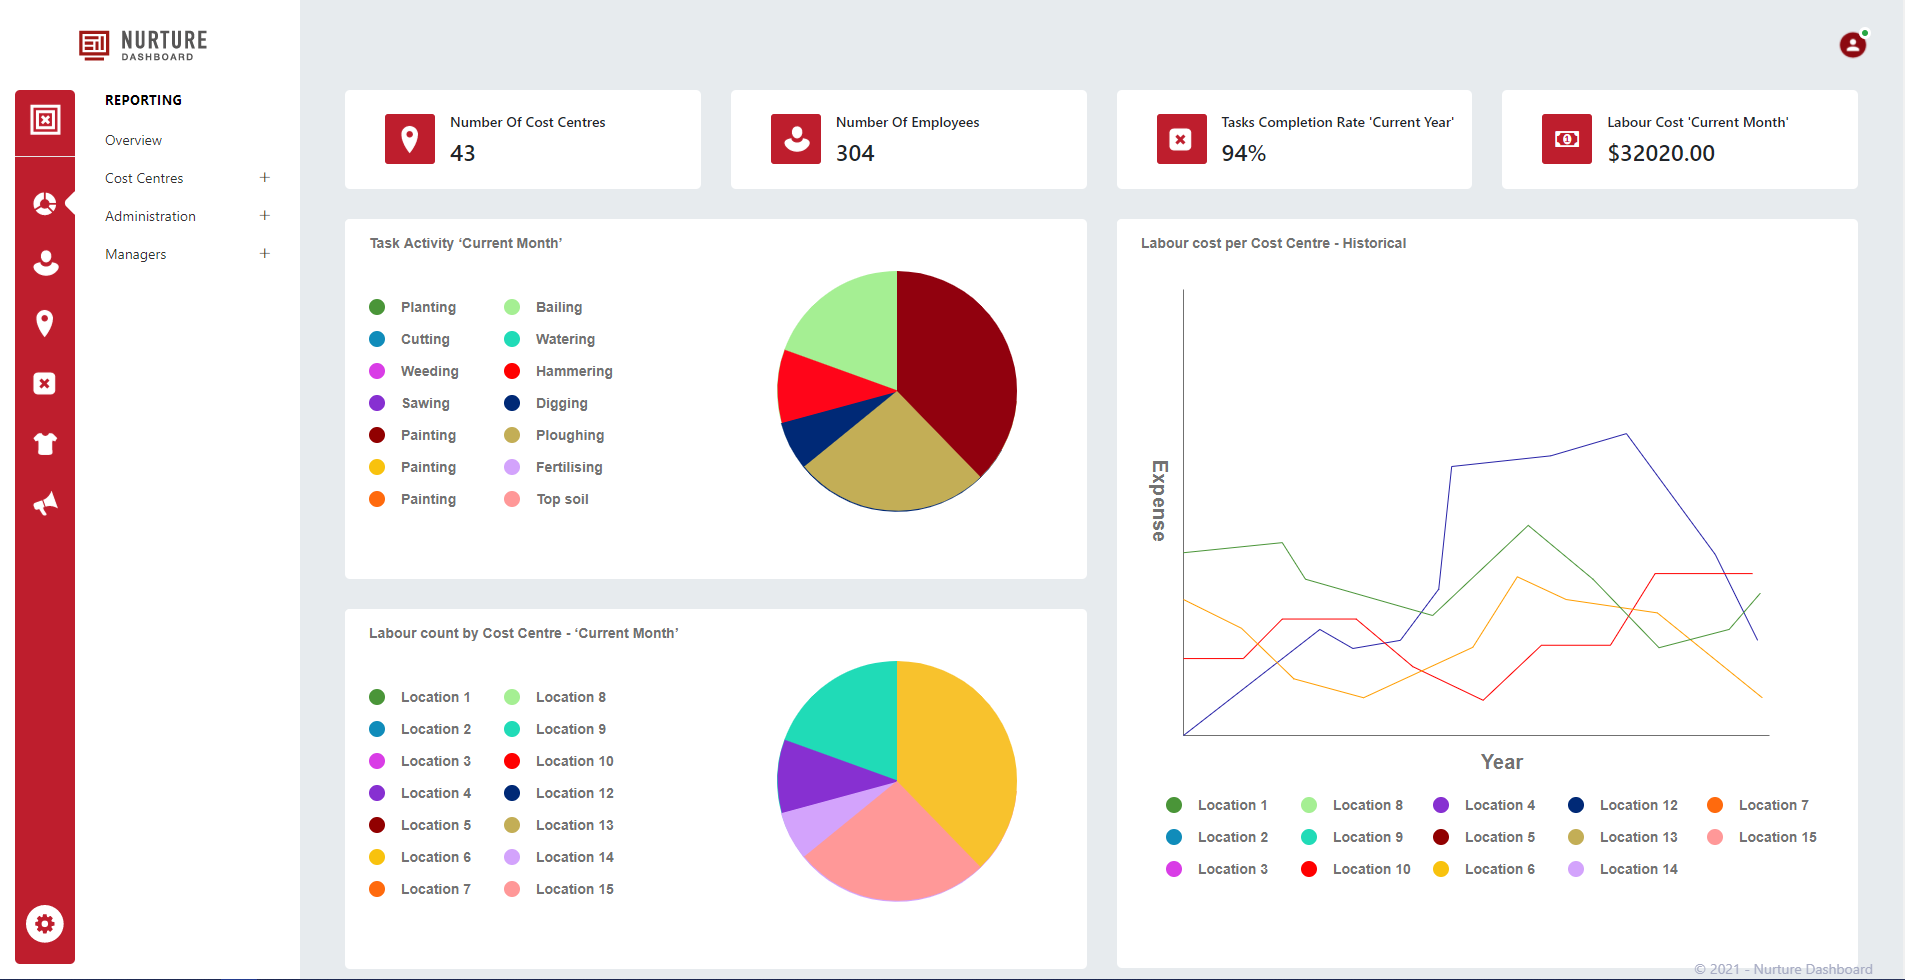 NURTURE
DASHBOARD
REPORTING
Overview
Cost Centres +
Administration +
Managers +
Number Of Cost Centres
43
Number Of Employees
304
Tasks Completion Rate 'Current Year'
94%
Labour Cost 'Current Month'
$32020.00
Task Activity ‘Current Month’
Planting Bailing
Cutting Watering
Weeding Hammering
Sawing Digging
Painting Ploughing
Painting Fertilising
Painting Top soil
Labour count by Cost Centre - ‘Current Month’
Location 1 Location 8
Location 2 Location 9
Location 3 Location 10
Location 4 Location 12
Location 5 Location 13
Location 6 Location 14
Location 7 Location 15
Labour cost per Cost Centre - Historical
Expense
Year
Location 1 Location 8 Location 4 Location 12 Location 7
Location 2 Location 9 Location 5 Location 13 Location 15
Location 3 Location 10 Location 6 Location 14
© 2021 - Nurture Dashboard